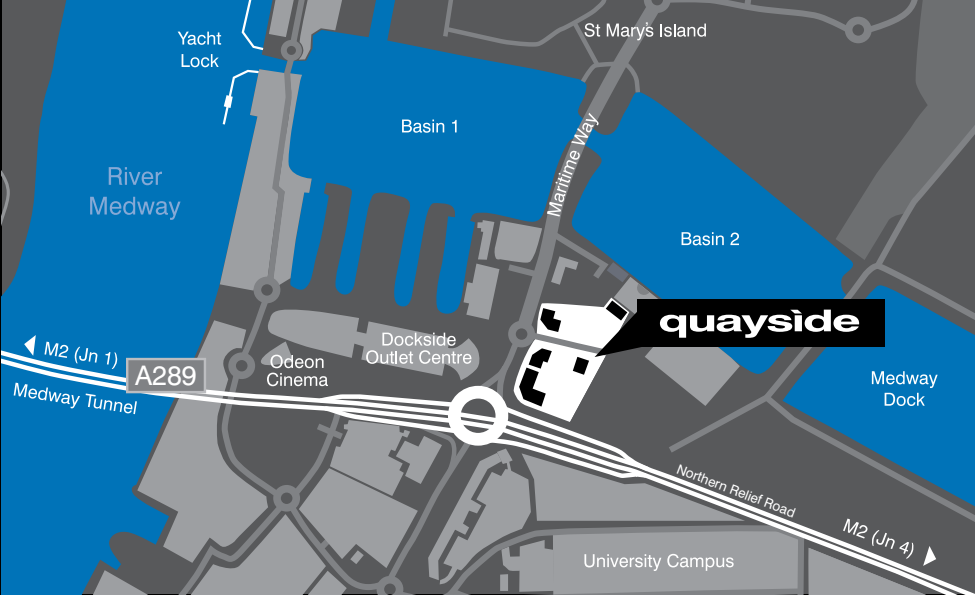 St Mary's Island
Yacht
Lock
Basin 1
Maritime Way
River
Medway
Basin 2
quayside
Dockside
Outlet Centre
M2 (Jn 1)
A289
Odeon
Cinema
Medway Tunnel
Medway
Dock
Northern Relief Road
M2 (Jn 4)
University Campus